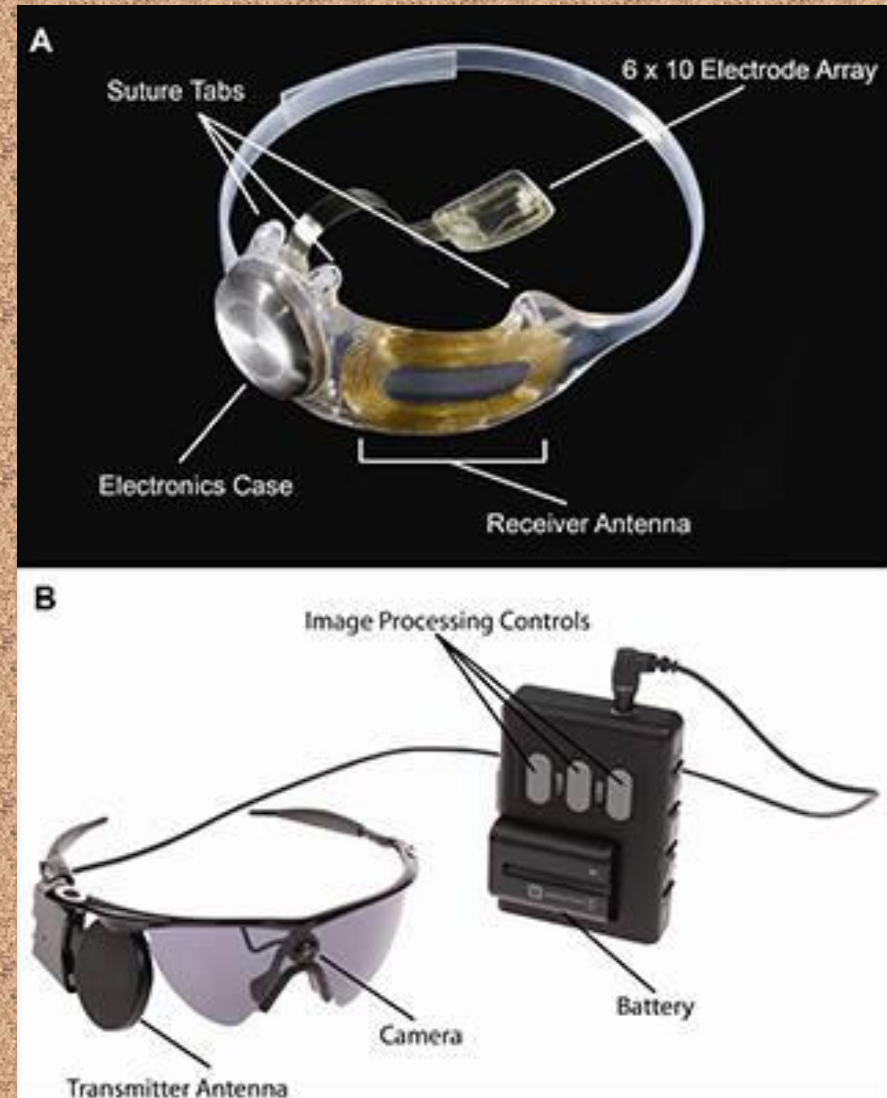 A
Suture Tabs
6 x 10 Electrode Array
Electronics Case
Receiver Antenna
B
Image Processing Controls
Battery
Camera
Transmitter Antenna